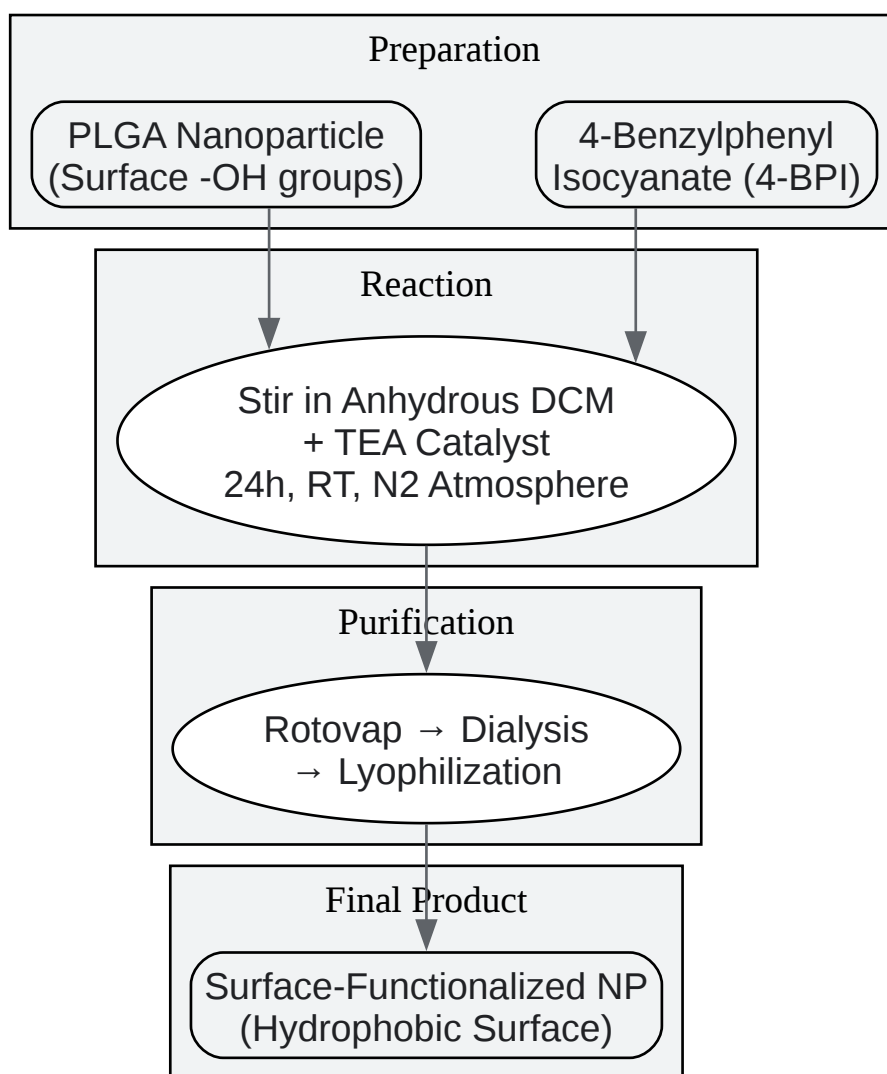 Preparation
PLGA Nanoparticle
(Surface -OH groups)
4-Benzylphenyl
Isocyanate (4-BPI)
Reaction
Stir in Anhydrous DCM
+ TEA Catalyst
24h, RT, N2 Atmosphere
Purification
Rotovap → Dialysis
→ Lyophilization
Final Product
Surface-Functionalized NP
(Hydrophobic Surface)